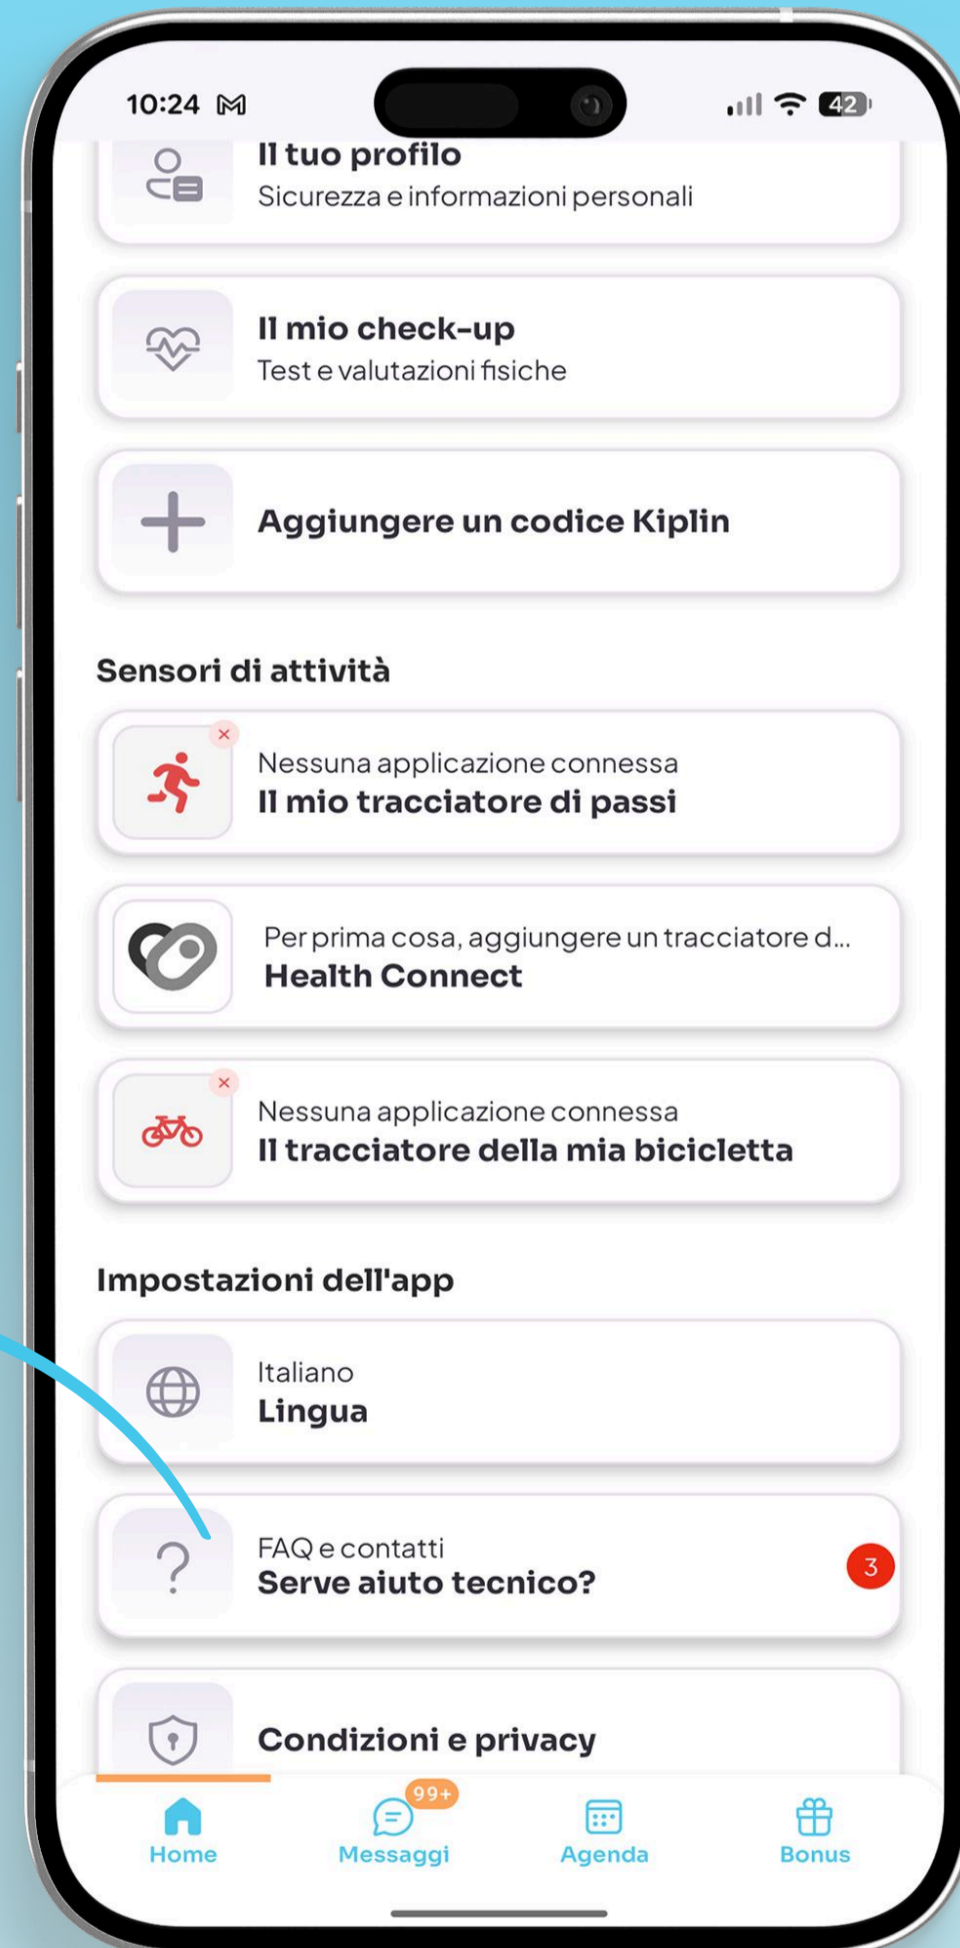 10:24
42
Il tuo profilo
Sicurezza e informazioni personali
Il mio check-up
Test e valutazioni fisiche
Aggiungere un codice Kiplin
Sensori di attività
Nessuna applicazione connessa
Il mio tracciatore di passi
Per prima cosa, aggiungere un tracciatore d...
Health Connect
Nessuna applicazione connessa
Il tracciatore della mia bicicletta
Impostazioni dell'app
Italiano
Lingua
FAQ e contatti
Serve aiuto tecnico?
3
Condizioni e privacy
99+
Home
Messaggi
Agenda
Bonus